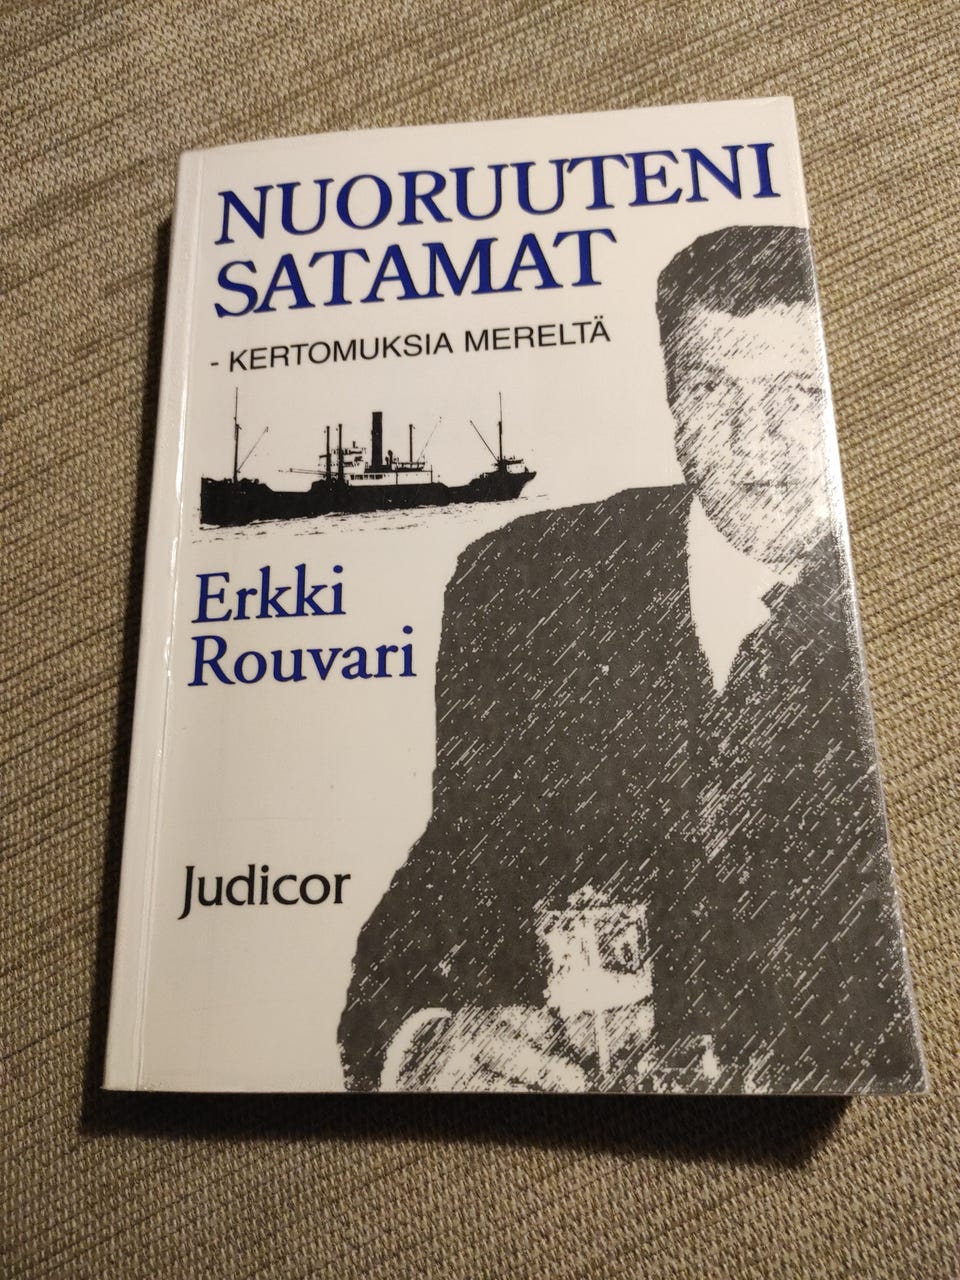 NUORUUTENI
SATAMAT
- KERTOMUKSIA MERELTÄ
Erkki
Rouvari
Judicor